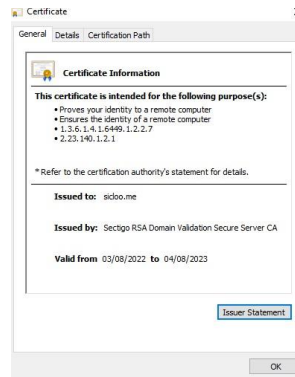 Certificate
General Details Certification Path
Certificate Information
This certificate is intended for the following purpose(s):
• Proves your identity to a remote computer
• Ensures the identity of a remote computer
• 1.3.6.1.4.1.6449.1.2.2.7
• 2.23.140.1.2.1
* Refer to the certification authority's statement for details.
Issued to: sidoo.me
Issued by: Sectigo RSA Domain Validation Secure Server CA
Valid from 03/08/2022 to 04/08/2023
Issuer Statement
OK